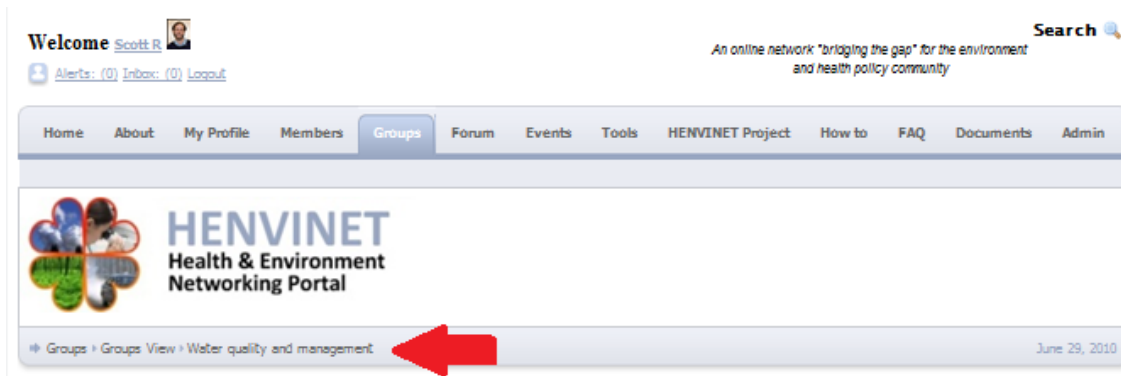 Welcome Scott R
Search
An online network "bridging the gap" for the environment
and health policy community
Alerts: (0) Inbox: (0) Logout
Home About My Profile Members Groups Forum Events Tools HENVINET Project How to FAQ Documents Admin
HENVINET
Health & Environment
Networking Portal
Groups Groups View Water quality and management
June 29, 2010